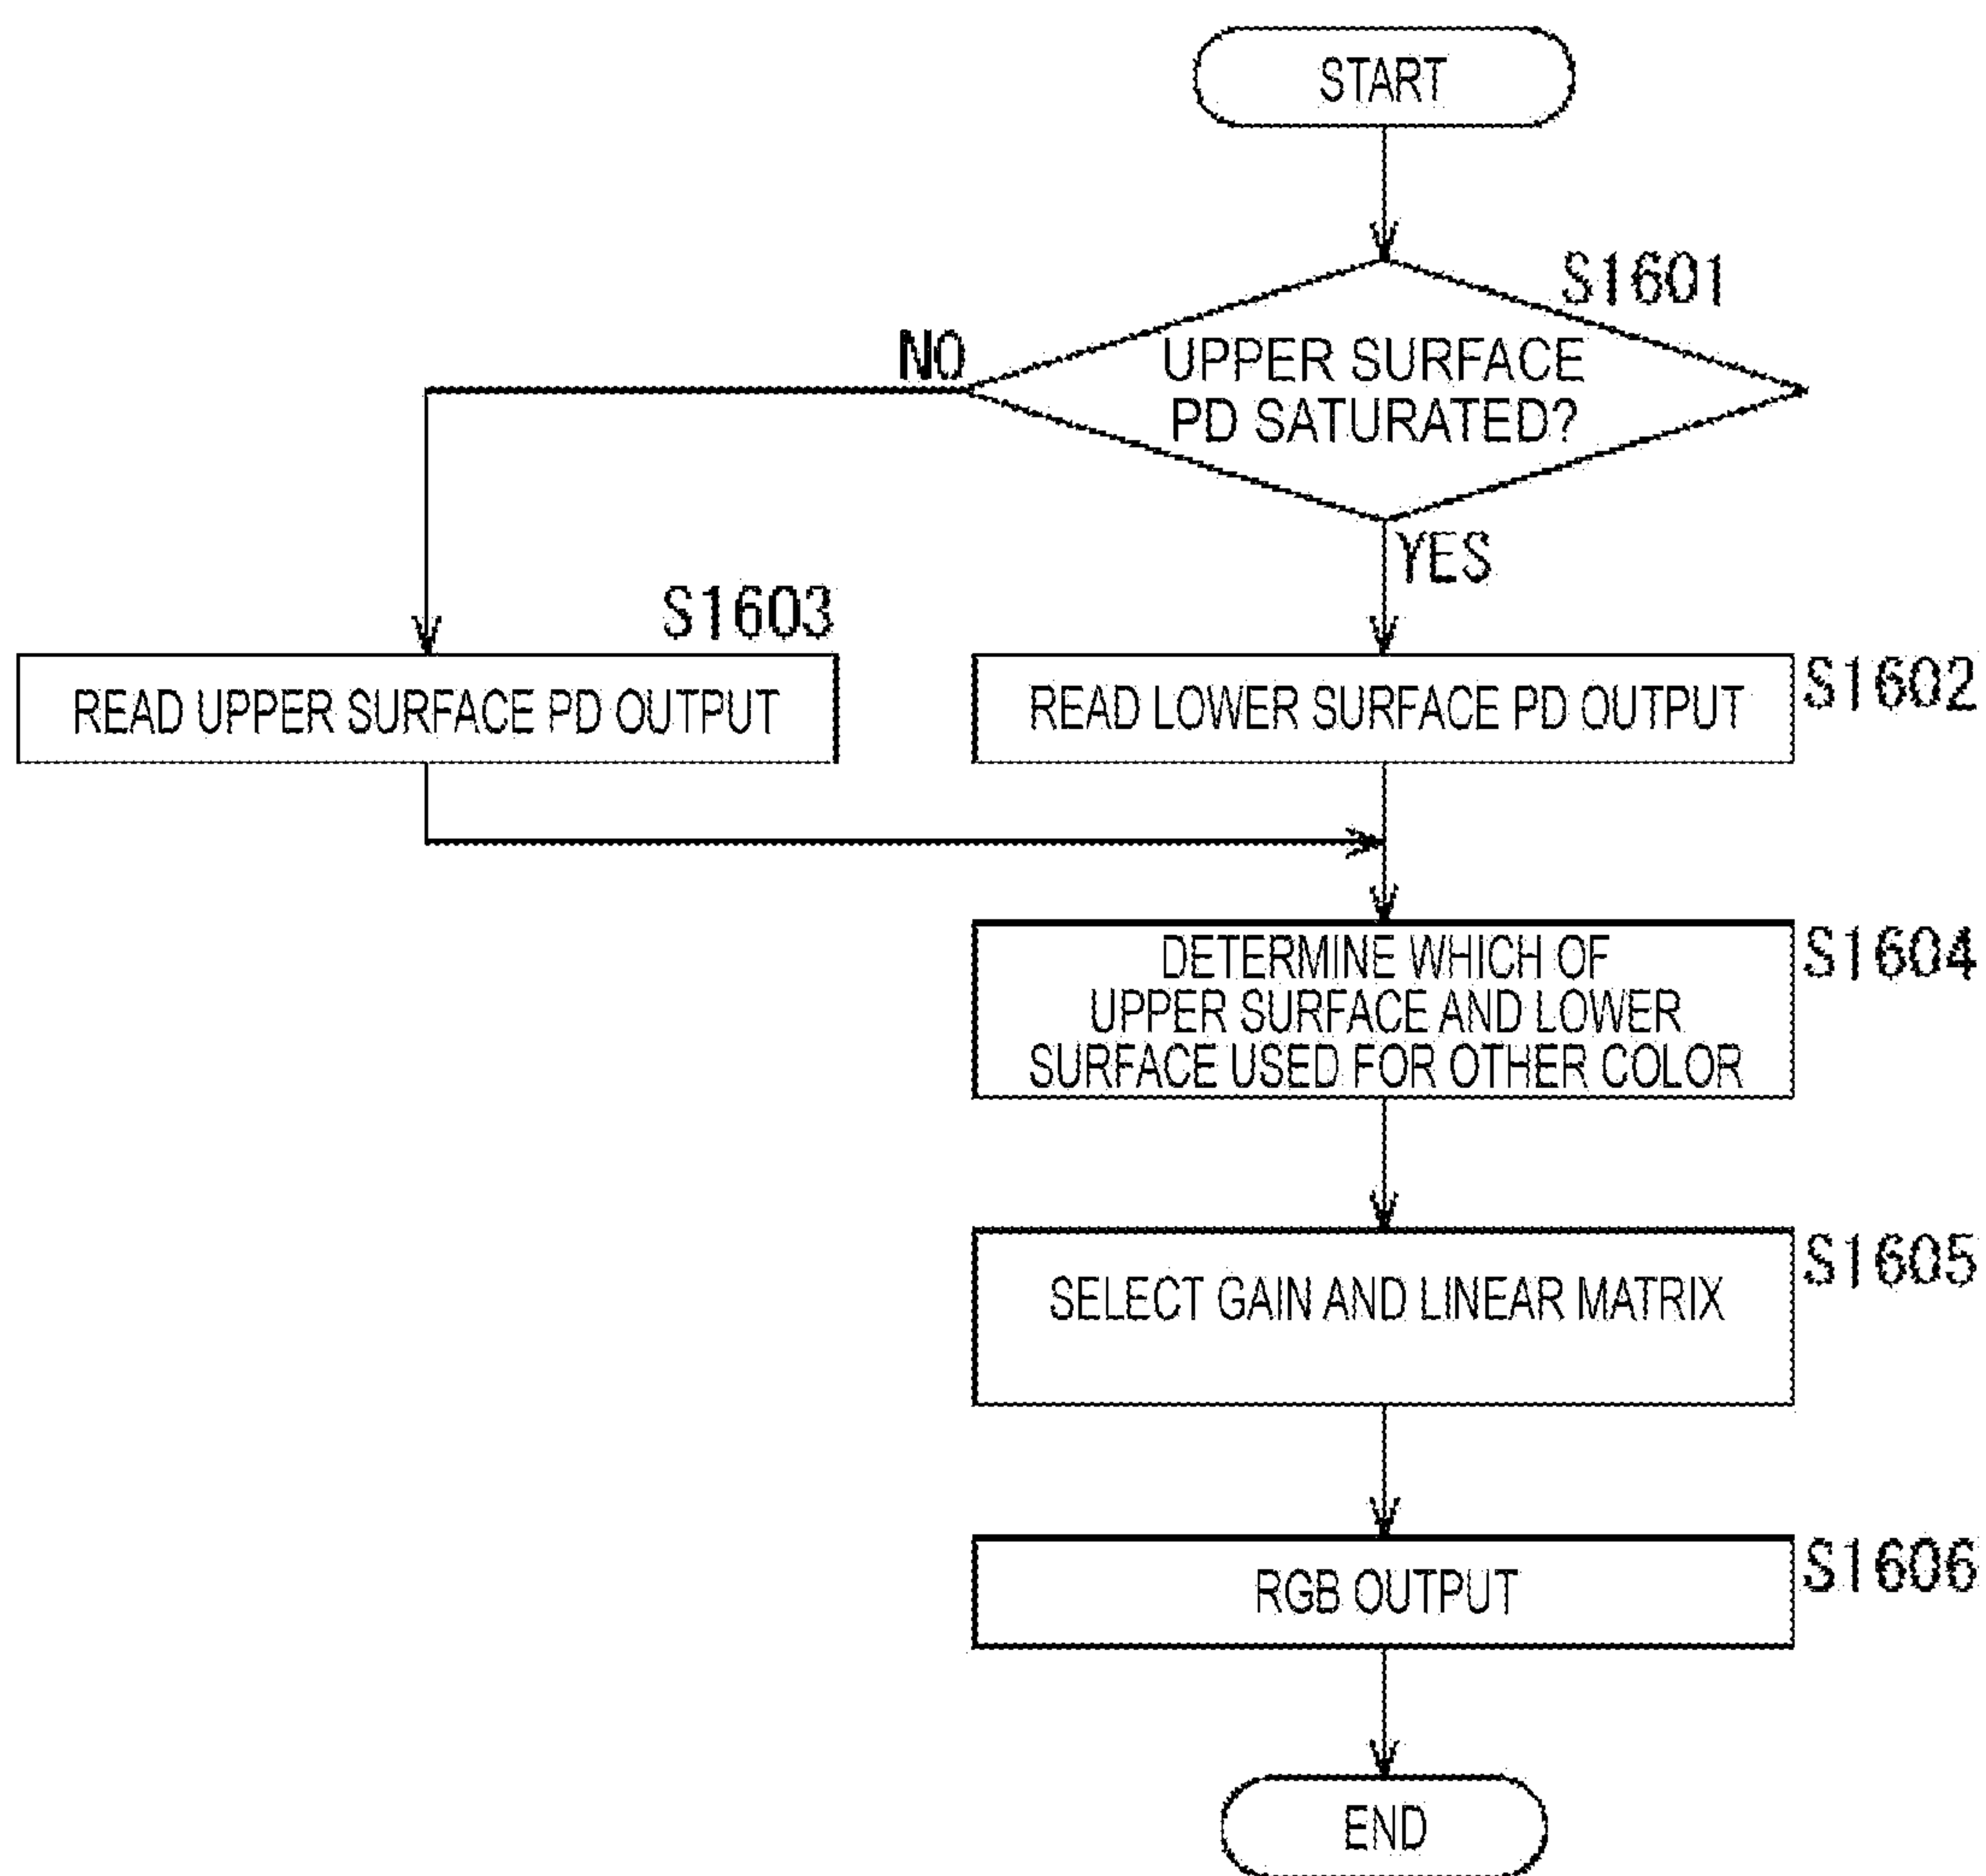 START
S1601
NO
UPPER SURFACE
PD SATURATED?
YES
S1603
READ UPPER SURFACE PD OUTPUT
READ LOWER SURFACE PD OUTPUT
S1602
DETERMINE WHICH OF
UPPER SURFACE AND LOWER
SURFACE USED FOR OTHER COLOR
S1604
SELECT GAIN AND LINEAR MATRIX
S1605
RGB OUTPUT
S1606
END